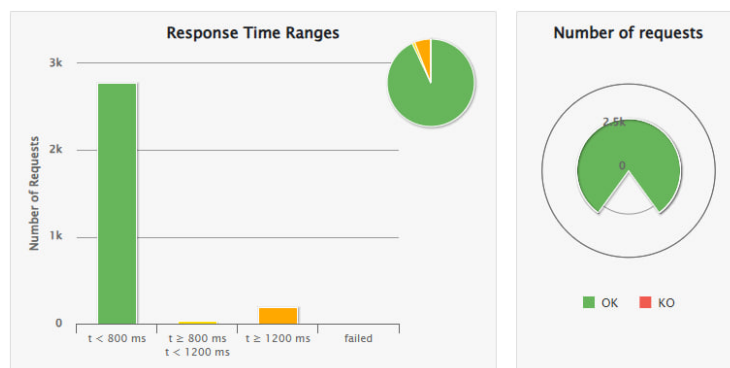 Response Time Ranges
Number of requests
3k
2k
1k
0
Number of Requests
t < 800 ms
t ≥ 800 ms
t < 1200 ms
t ≥ 1200 ms
failed
2.5k
0
OK
KO